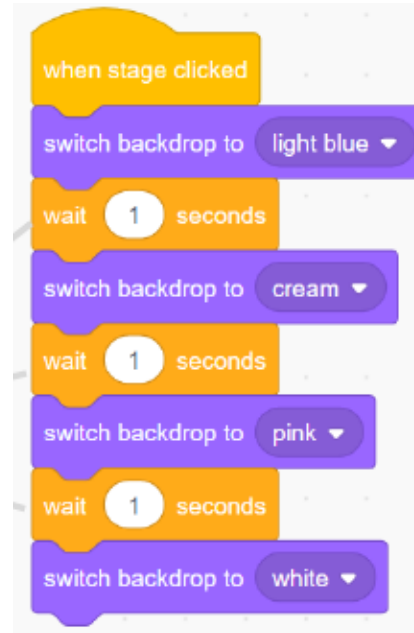 when stage clicked
switch backdrop to light blue
wait 1 seconds
switch backdrop to cream
wait 1 seconds
switch backdrop to pink
wait 1 seconds
switch backdrop to white